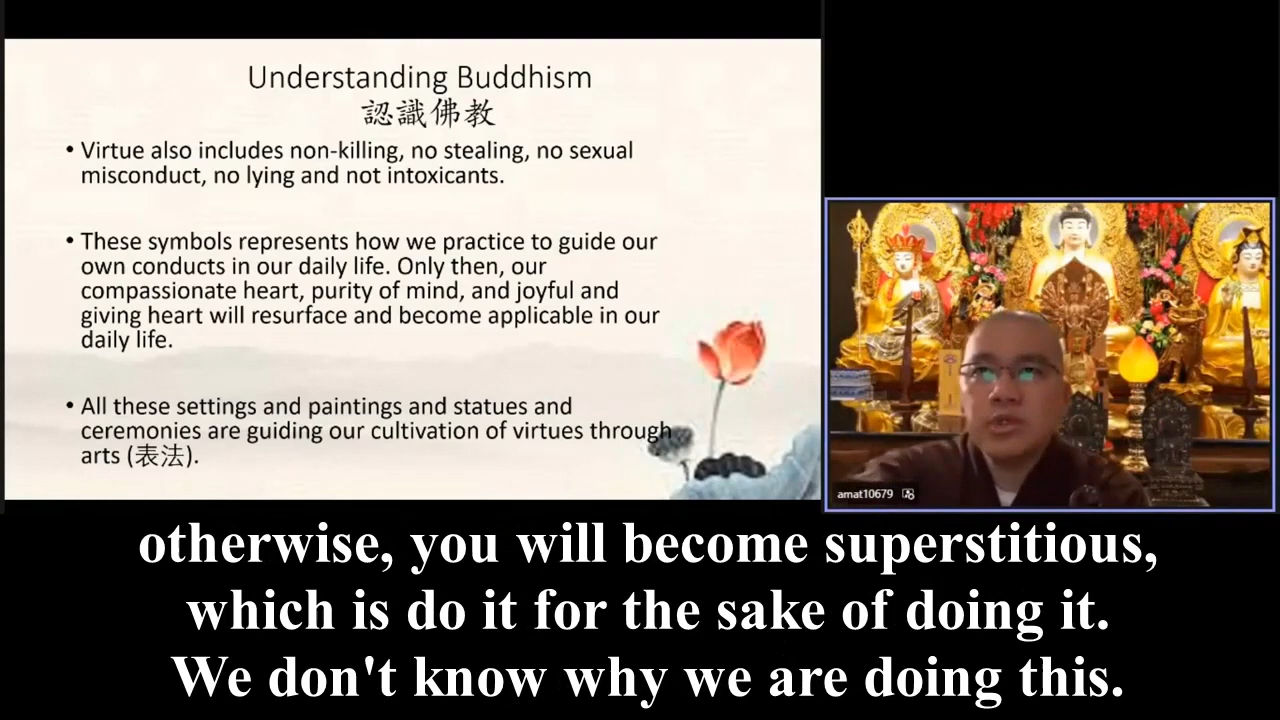 Understanding Buddhism
認識佛教
• Virtue also includes non-killing, no stealing, no sexual
misconduct, no lying and not intoxicants.
• These symbols represents how we practice to guide our
own conducts in our daily life. Only then, our
compassionate heart, purity of mind, and joyful and
giving heart will resurface and become applicable in our
daily life.
• All these settings and paintings and statues and
ceremonies are guiding our cultivation of virtues through
arts (表法).
amat10679
otherwise, you will become superstitious,
which is do it for the sake of doing it.
We don't know why we are doing this.